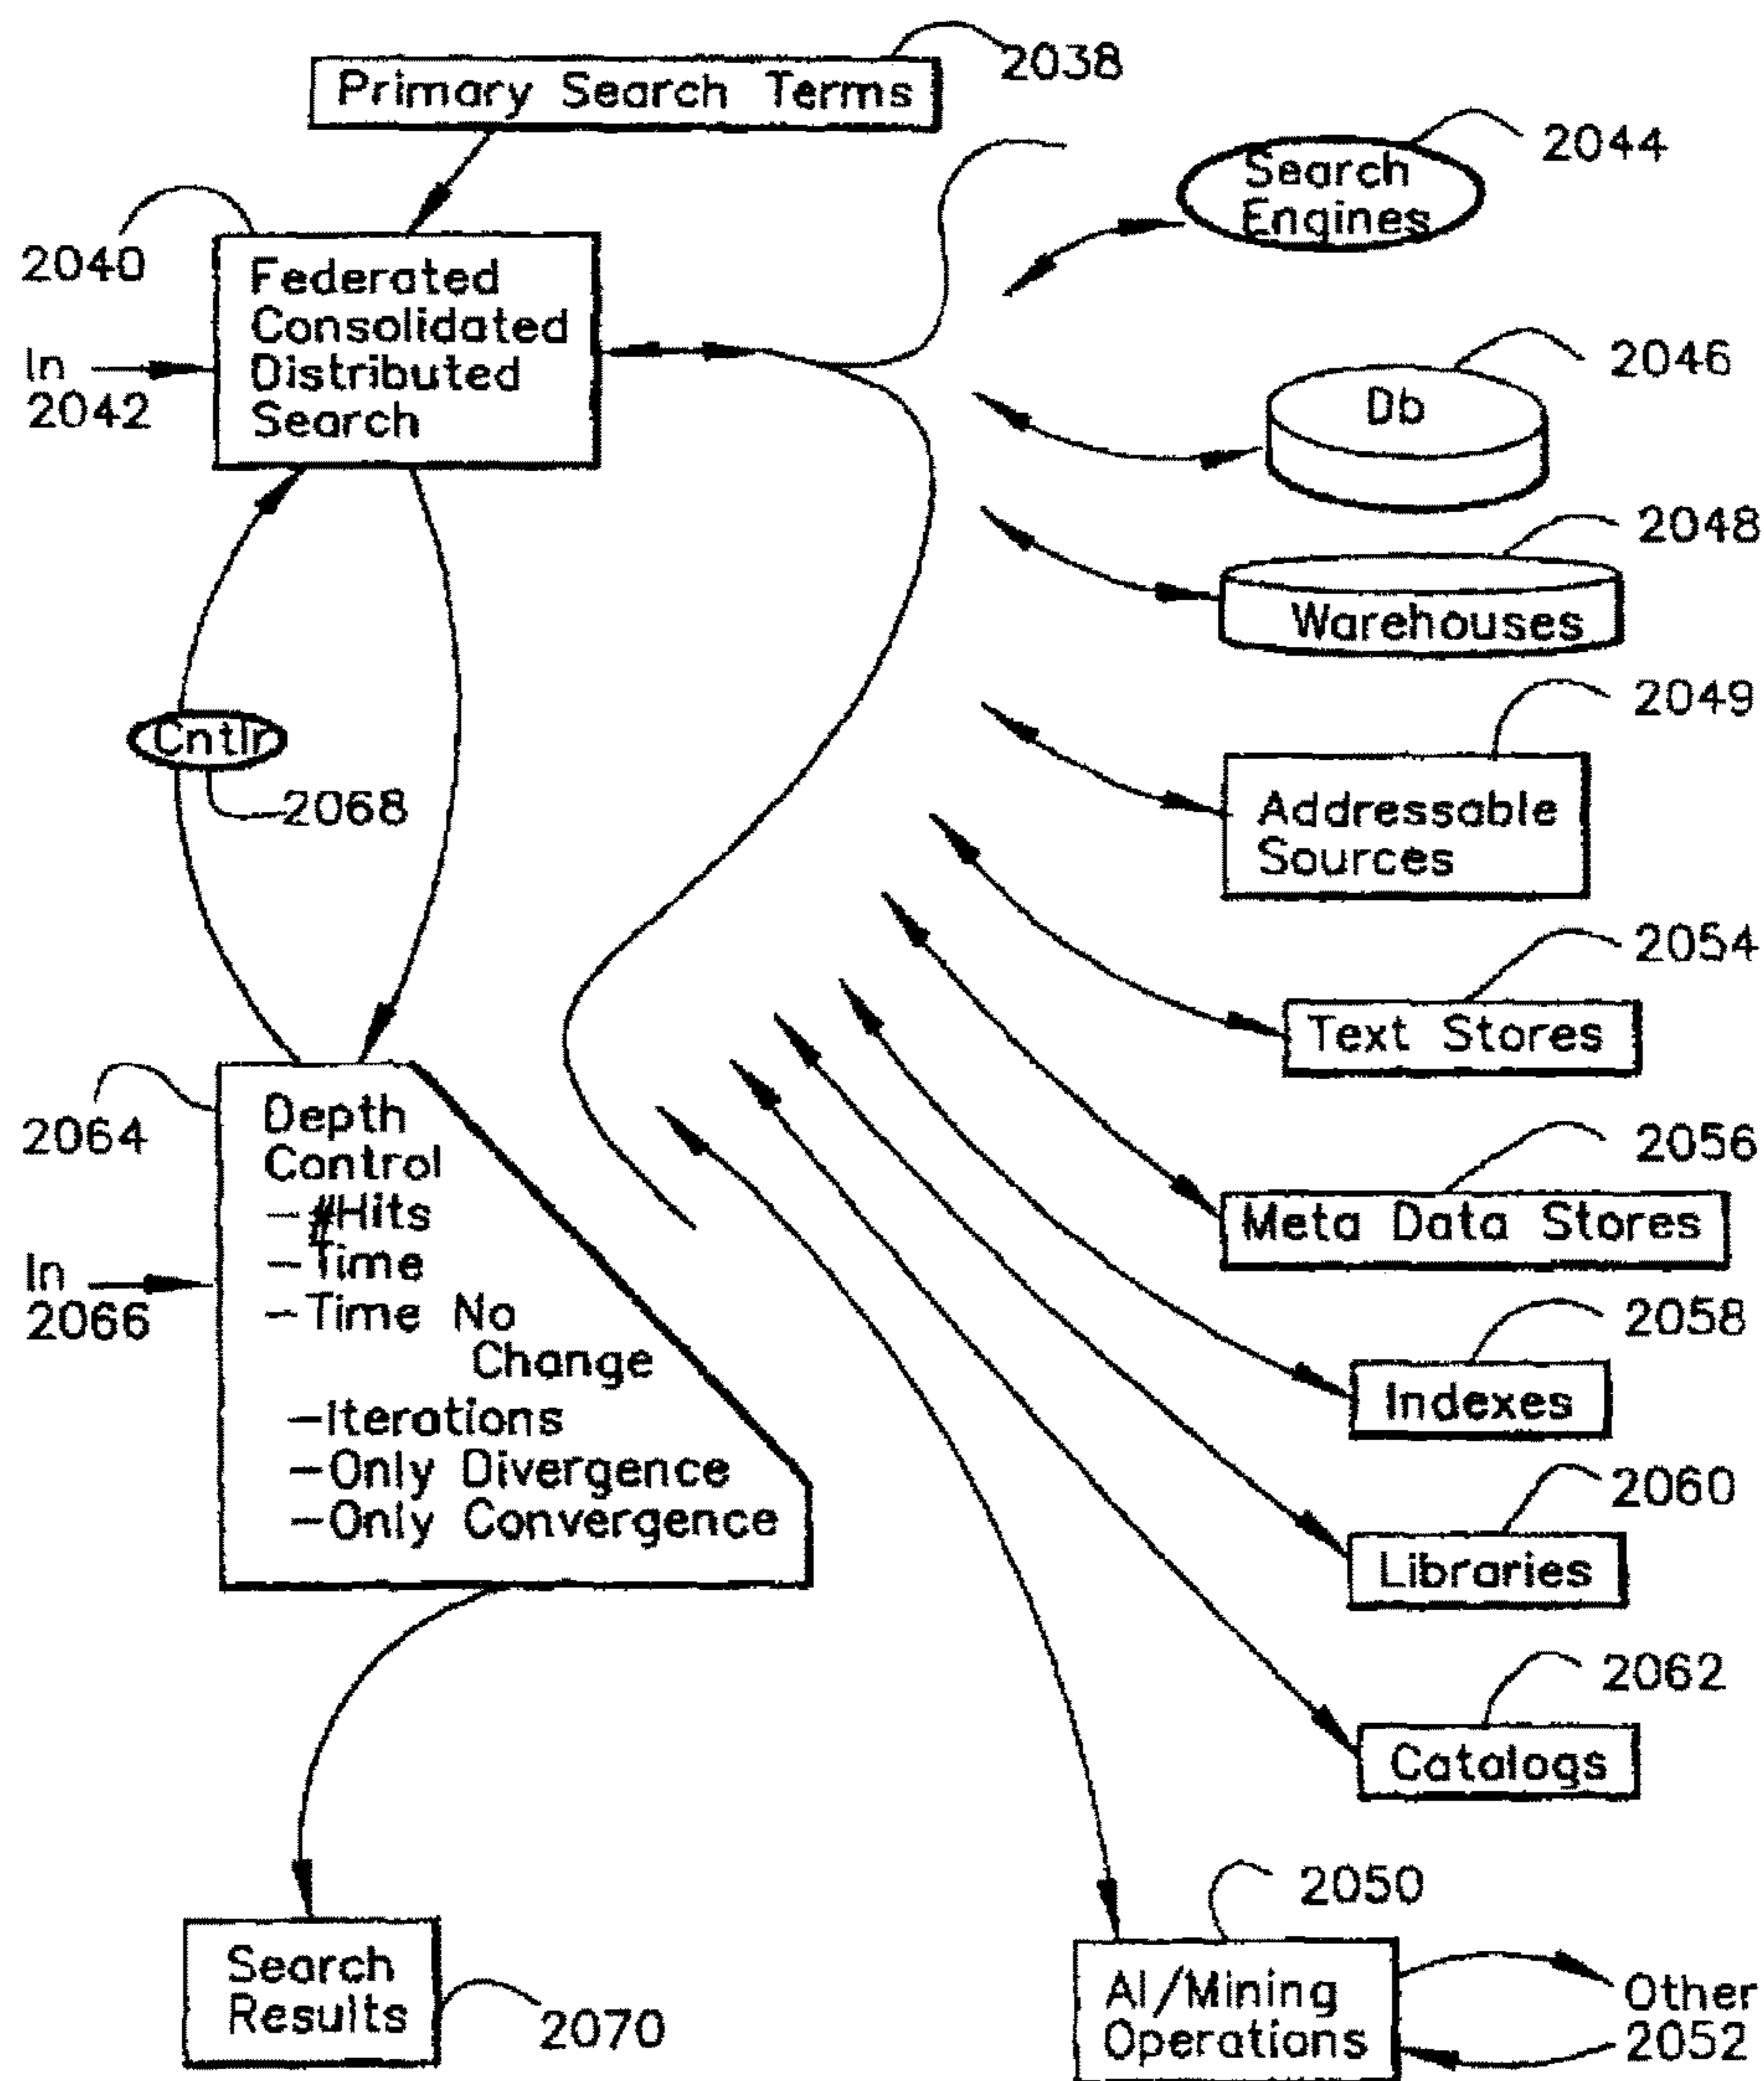 Primary Search Terms
2038
2040
Federated
Consolidated
Distributed
Search
In
2042
Search
Engines
2044
Db
2046
Warehouses
2048
Addressable
Sources
2049
Text Stores
2054
Meta Data Stores
2056
Indexes
2058
Libraries
2060
Catalogs
2062
Cntlr
2068
2064
Depth
Control
-#Hits
-Time
-Time No
Change
-Iterations
-Only Divergence
-Only Convergence
In
2066
Search
Results
2070
AI/Mining
Operations
2050
Other
2052